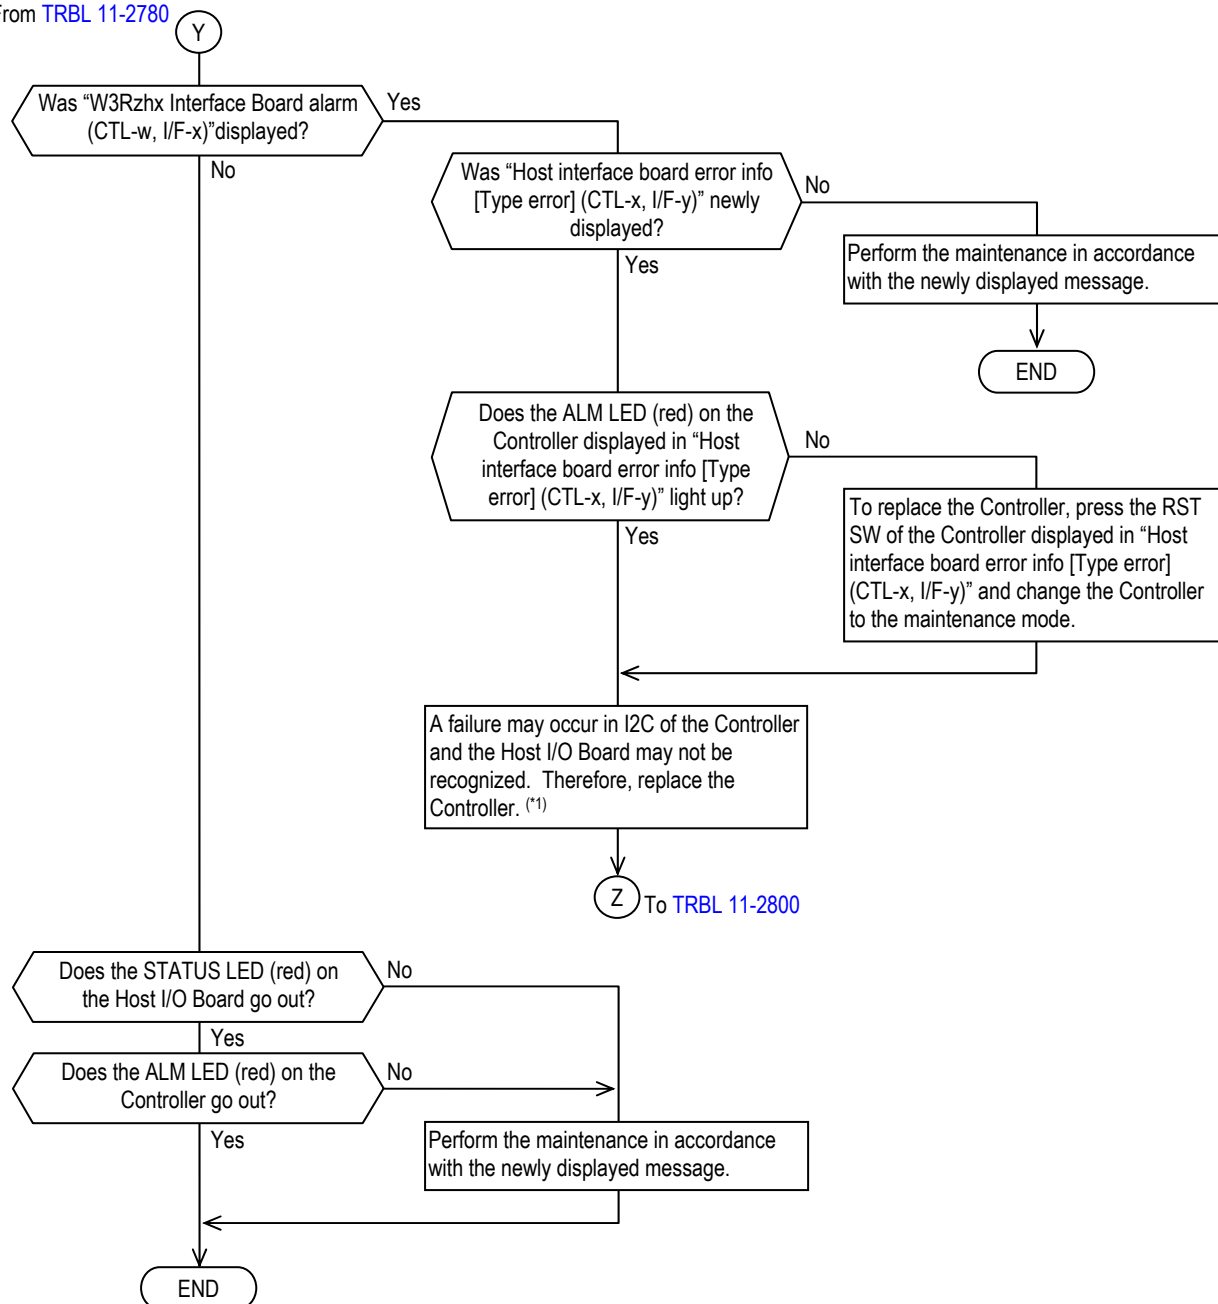 From TRBL 11-2780
Y
Was “W3Rzhx Interface Board alarm
(CTL-w, I/F-x)”displayed?
Yes
No
Was “Host interface board error info
[Type error] (CTL-x, I/F-y)” newly
displayed?
No
Yes
Perform the maintenance in accordance
with the newly displayed message.
END
Does the ALM LED (red) on the
Controller displayed in “Host
interface board error info [Type
error] (CTL-x, I/F-y)” light up?
No
Yes
To replace the Controller, press the RST
SW of the Controller displayed in “Host
interface board error info [Type error]
(CTL-x, I/F-y)” and change the Controller
to the maintenance mode.
A failure may occur in I2C of the Controller
and the Host I/O Board may not be
recognized. Therefore, replace the
Controller. (*1)
Z
To TRBL 11-2800
Does the STATUS LED (red) on
the Host I/O Board go out?
No
Yes
Does the ALM LED (red) on the
Controller go out?
No
Yes
Perform the maintenance in accordance
with the newly displayed message.
END